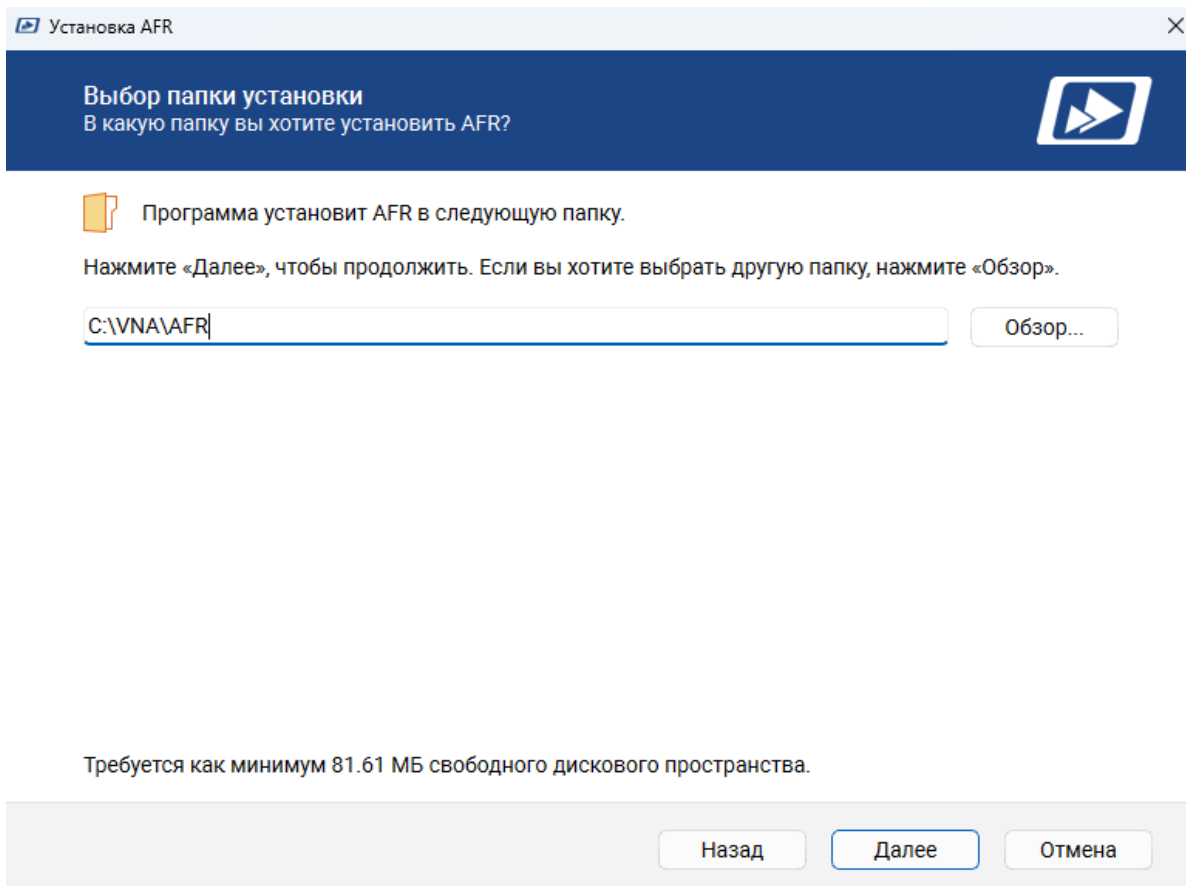 Установка AFR
Выбор папки установки
В какую папку вы хотите установить AFR?
Программа установит AFR в следующую папку.
Нажмите «Далее», чтобы продолжить. Если вы хотите выбрать другую папку, нажмите «Обзор».
C:\VNA\AFR
Обзор...
Требуется как минимум 81.61 МБ свободного дискового пространства.
Назад
Далее
Отмена